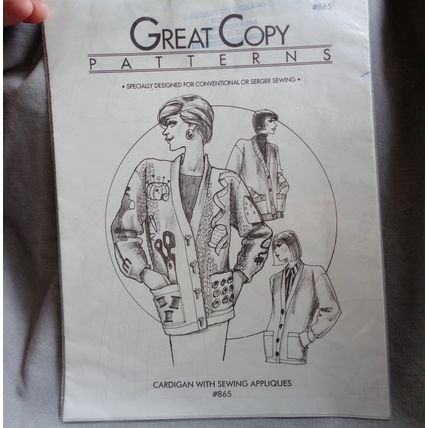 #865
GREAT COPY
PATTERNS
• SPECIALLY DESIGNED FOR CONVENTIONAL OR SERGER SEWING •
CARDIGAN WITH SEWING APPLIQUES
#865